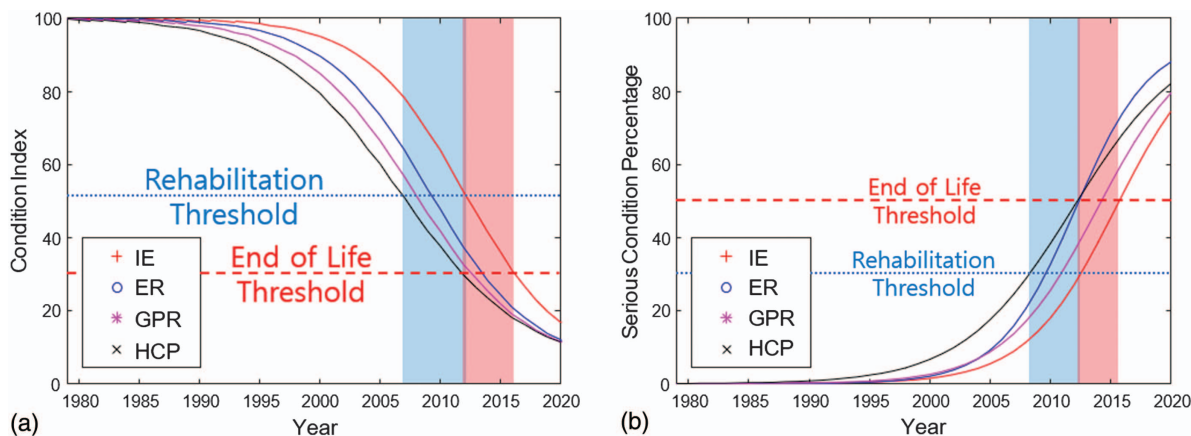 100
80
60
40
20
0
Condition Index
Rehabilitation
Threshold
End of Life
Threshold
IE
ER
GPR
HCP
1980 1985 1990 1995 2000 2005 2010 2015 2020
Year
(a)
100
80
60
40
20
0
Serious Condition Percentage
End of Life
Threshold
Rehabilitation
Threshold
IE
ER
GPR
HCP
1980 1985 1990 1995 2000 2005 2010 2015 2020
Year
(b)